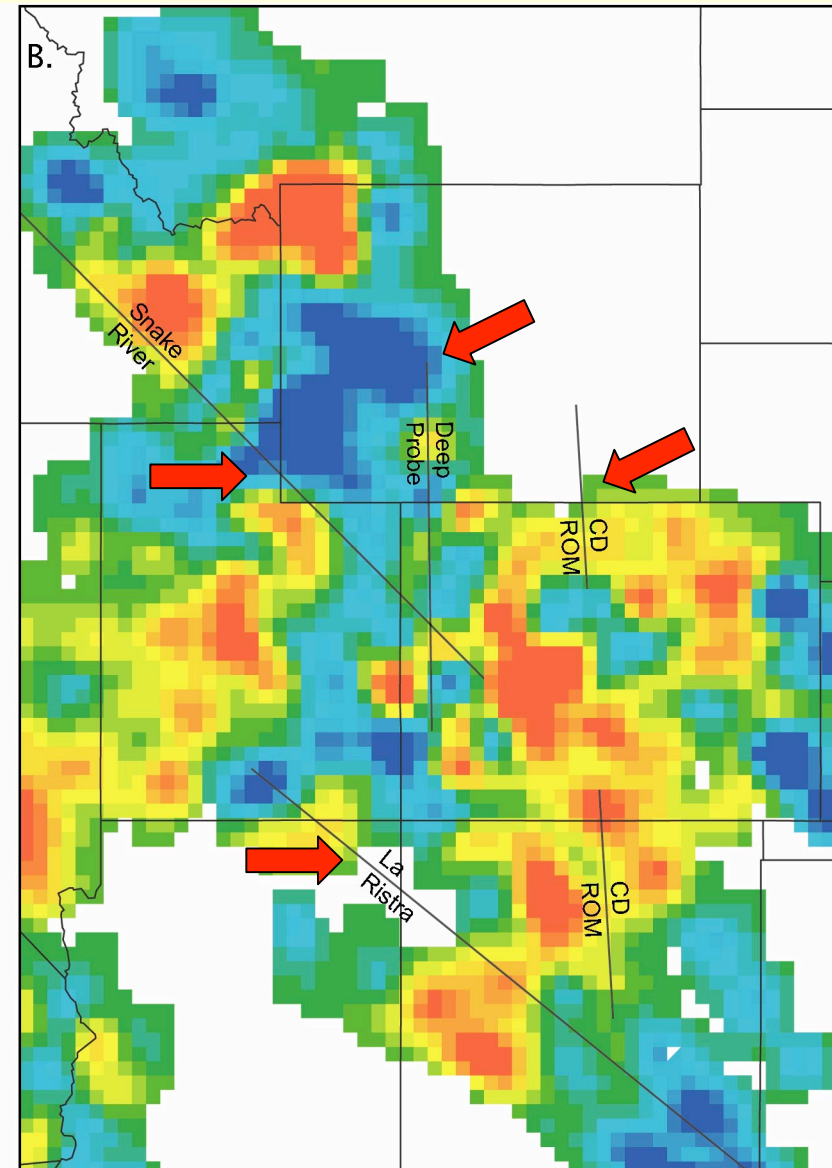 B.
Snake
River
Deep
Probe
CD
ROM
La
Ristra
CD
ROM